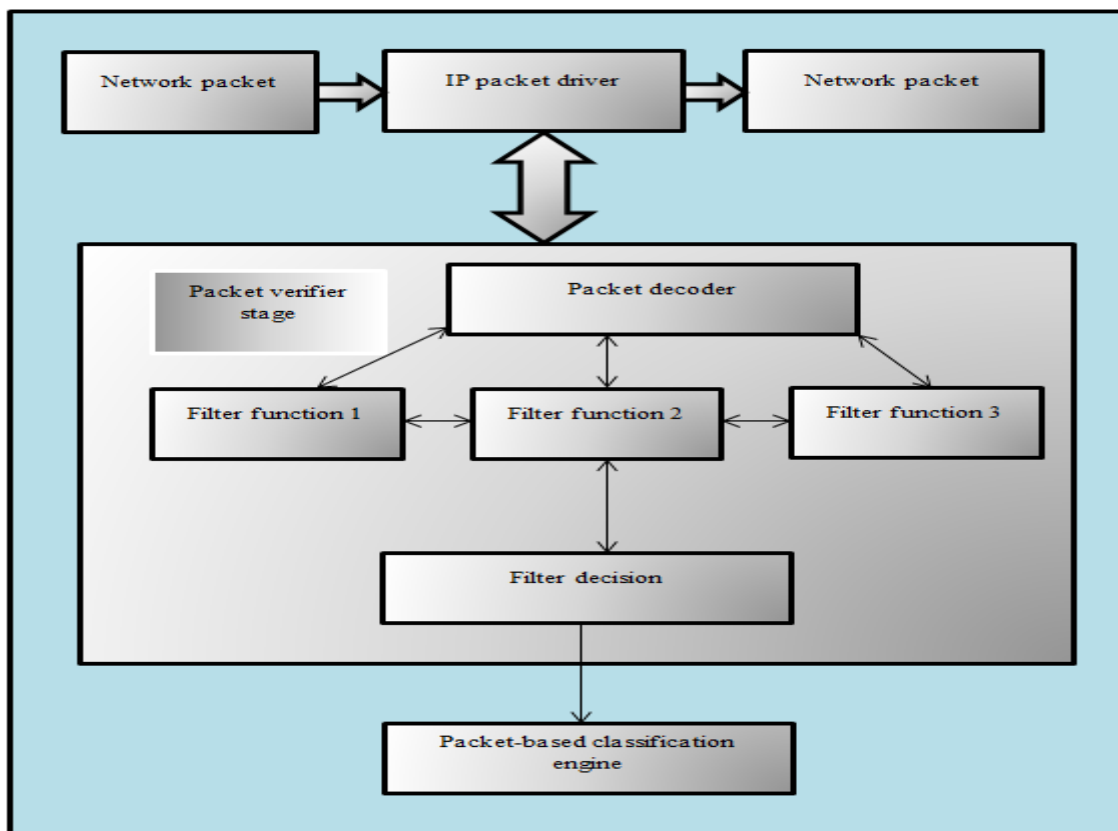 Network packet
IP packet driver
Network packet
Packet verifier
stage
Packet decoder
Filter function 1
Filter function 2
Filter function 3
Filter decision
Packet-based classification
engine